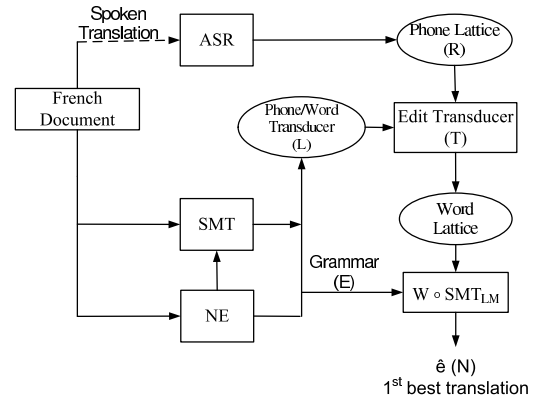 Spoken
Translation
ASR
Phone Lattice
(R)
French
Document
Phone/Word
Transducer
(L)
Edit Transducer
(T)
Word
Lattice
SMT
Grammar
(E)
NE
W ∘ SMT_LM
ê (N)
1st best translation